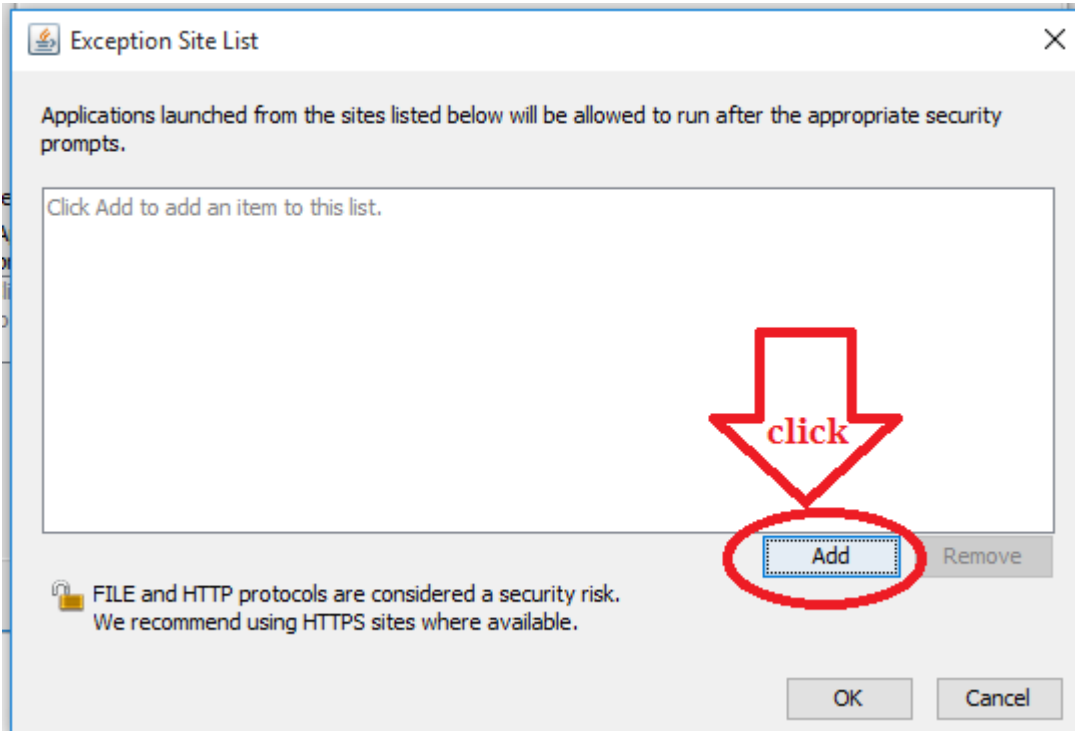 Exception Site List
Applications launched from the sites listed below will be allowed to run after the appropriate security
prompts.
Click Add to add an item to this list.
click
Add
Remove
FILE and HTTP protocols are considered a security risk.
We recommend using HTTPS sites where available.
OK
Cancel